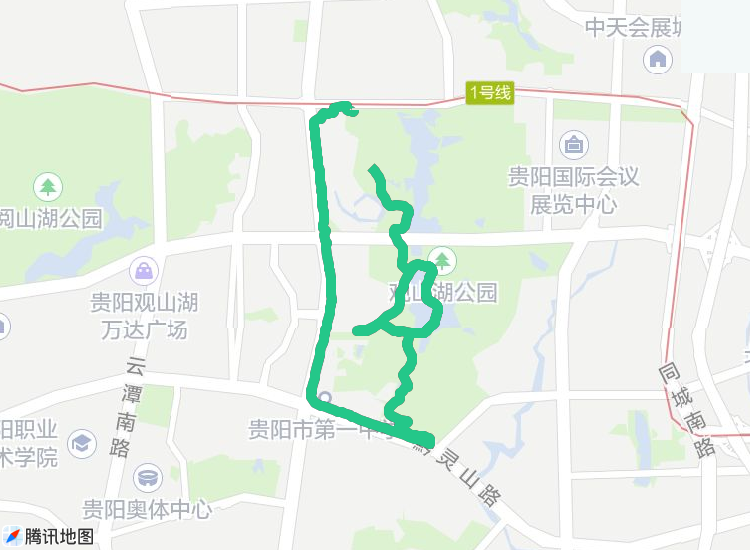 中天会展城
1号线
贵阳国际会议
展览中心
阅山湖公园
观山湖公园
贵阳观山湖
万达广场
云潭南路
同城南路
贵阳市第一中学
黔灵山路
阳职业
术学院
贵阳奥体中心
腾讯地图